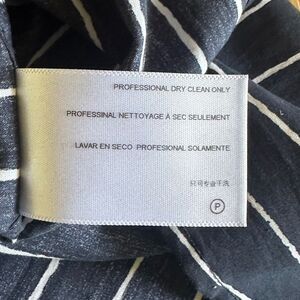 PROFESSIONAL DRY CLEAN ONLY
PROFESSINAL NETTOYAGE À SEC SEULEMENT
LAVAR EN SECO PROFESIONAL SOLAMENTE
只可专业干洗
P